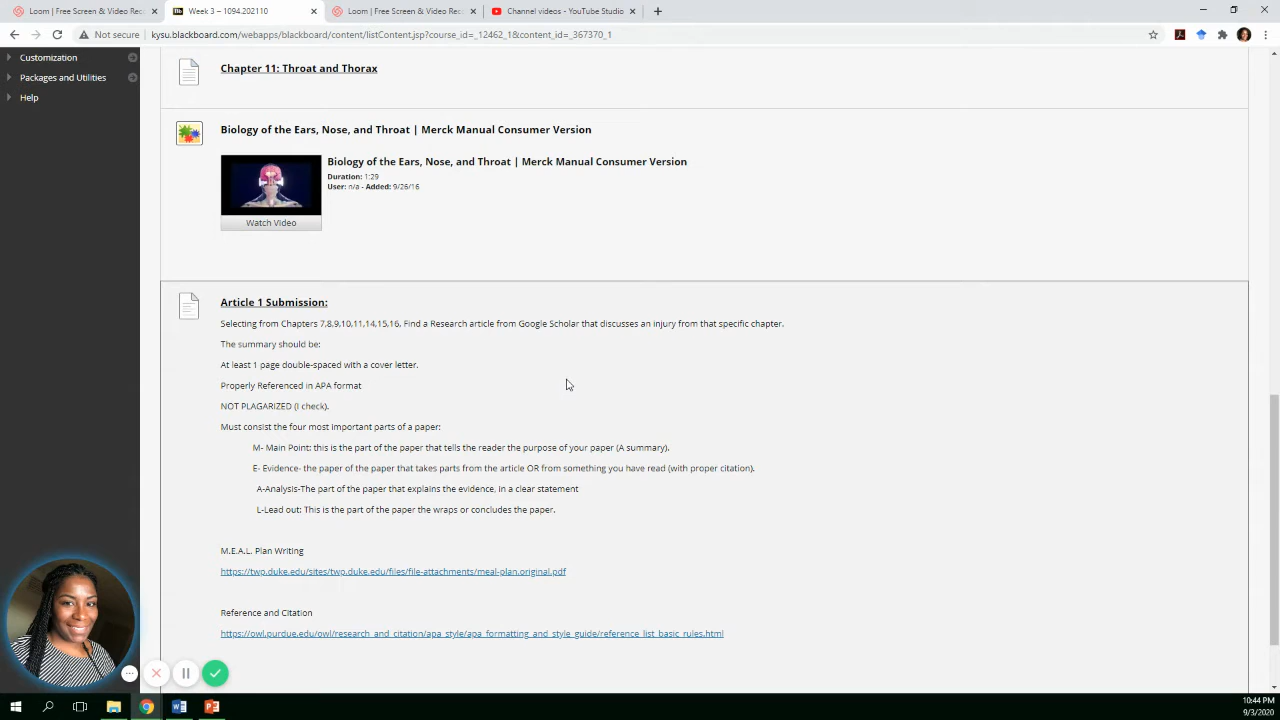 Loom | Free Screen & Video Rec
Week 3 – 1094.202110
Loom | Free Screen & Video Rec
Channel videos - YouTube Studio
Not secure | kysu.blackboard.com/webapps/blackboard/content/listContent.jsp?course_id=_12462_1&content_id=_367370_1
Customization
Packages and Utilities
Help
Chapter 11: Throat and Thorax
Biology of the Ears, Nose, and Throat | Merck Manual Consumer Version
Biology of the Ears, Nose, and Throat | Merck Manual Consumer Version
Duration: 1:29
User: n/a - Added: 9/26/16
Watch Video
Article 1 Submission:
Selecting from Chapters 7,8,9,10,11,14,15,16, Find a Research article from Google Scholar that discusses an injury from that specific chapter.
The summary should be:
At least 1 page double-spaced with a cover letter.
Properly Referenced in APA format
NOT PLAGARIZED (I check).
Must consist the four most important parts of a paper:
M- Main Point: this is the part of the paper that tells the reader the purpose of your paper (A summary).
E- Evidence- the paper of the paper that takes parts from the article OR from something you have read (with proper citation).
A-Analysis-The part of the paper that explains the evidence, in a clear statement
L-Lead out: This is the part of the paper the wraps or concludes the paper.
M.E.A.L. Plan Writing
https://twp.duke.edu/sites/twp.duke.edu/files/file-attachments/meal-plan.original.pdf
Reference and Citation
https://owl.purdue.edu/owl/research_and_citation/apa_style/apa_formatting_and_style_guide/reference_list_basic_rules.html
10:44 PM
9/3/2020